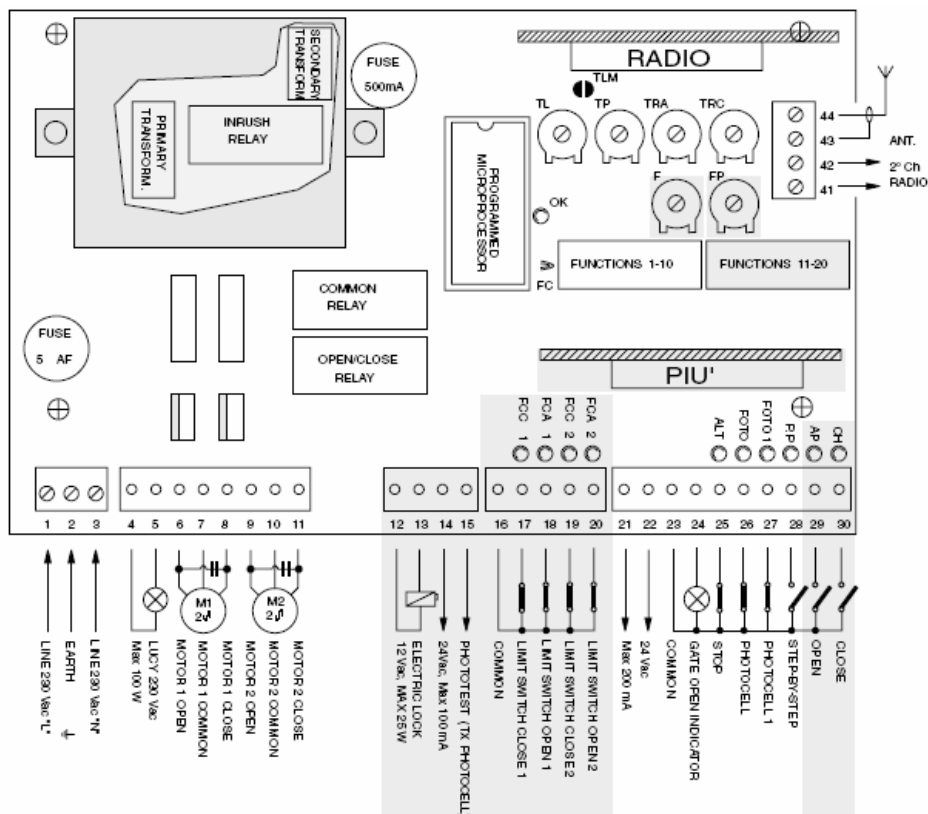 SECONDARY
TRANSFORM.
FUSE
500mA
PRIMARY
TRANSFORM.
INRUSH
RELAY
RADIO
TLM
TL
TP
TRA
TRC
44
43
42
41
ANT.
2° Ch
RADIO
PROGRAMMED
MICROPROCESSOR
F
FP
OK
FC
FUNCTIONS 1-10
FUNCTIONS 11-20
COMMON
RELAY
OPEN/CLOSE
RELAY
FUSE
5 AF
PIU'
FCC 1
FCA 1
FCC 2
FCA 2
ALT
FOTO
FOTO 1
P.P
AP
CH
1 2 3
4 5 6 7 8 9 10 11
12 13 14 15
16 17 18 19 20
21 22 23 24 25 26 27 28 29 30
M1
2
M2
2
LINE 230 Vac "L"
EARTH
LINE 230 Vac "N"
Max 100 W
LUCY 230 Vac
MOTOR 1 OPEN
MOTOR 1 COMMON
MOTOR 1 CLOSE
MOTOR 2 OPEN
MOTOR 2 COMMON
MOTOR 2 CLOSE
12 Vac, MAX 25 W
ELECTRIC LOCK
24Vac, Max 100 mA
PHOTOTEST (TX PHOTOCELL)
COMMON
LIMIT SWITCH CLOSE 1
LIMIT SWITCH OPEN 1
LIMIT SWITCH CLOSE 2
LIMIT SWITCH OPEN 2
Max 200 mA
24 Vac
COMMON
GATE OPEN INDICATOR
STOP
PHOTOCELL
PHOTOCELL 1
STEP-BY-STEP
OPEN
CLOSE